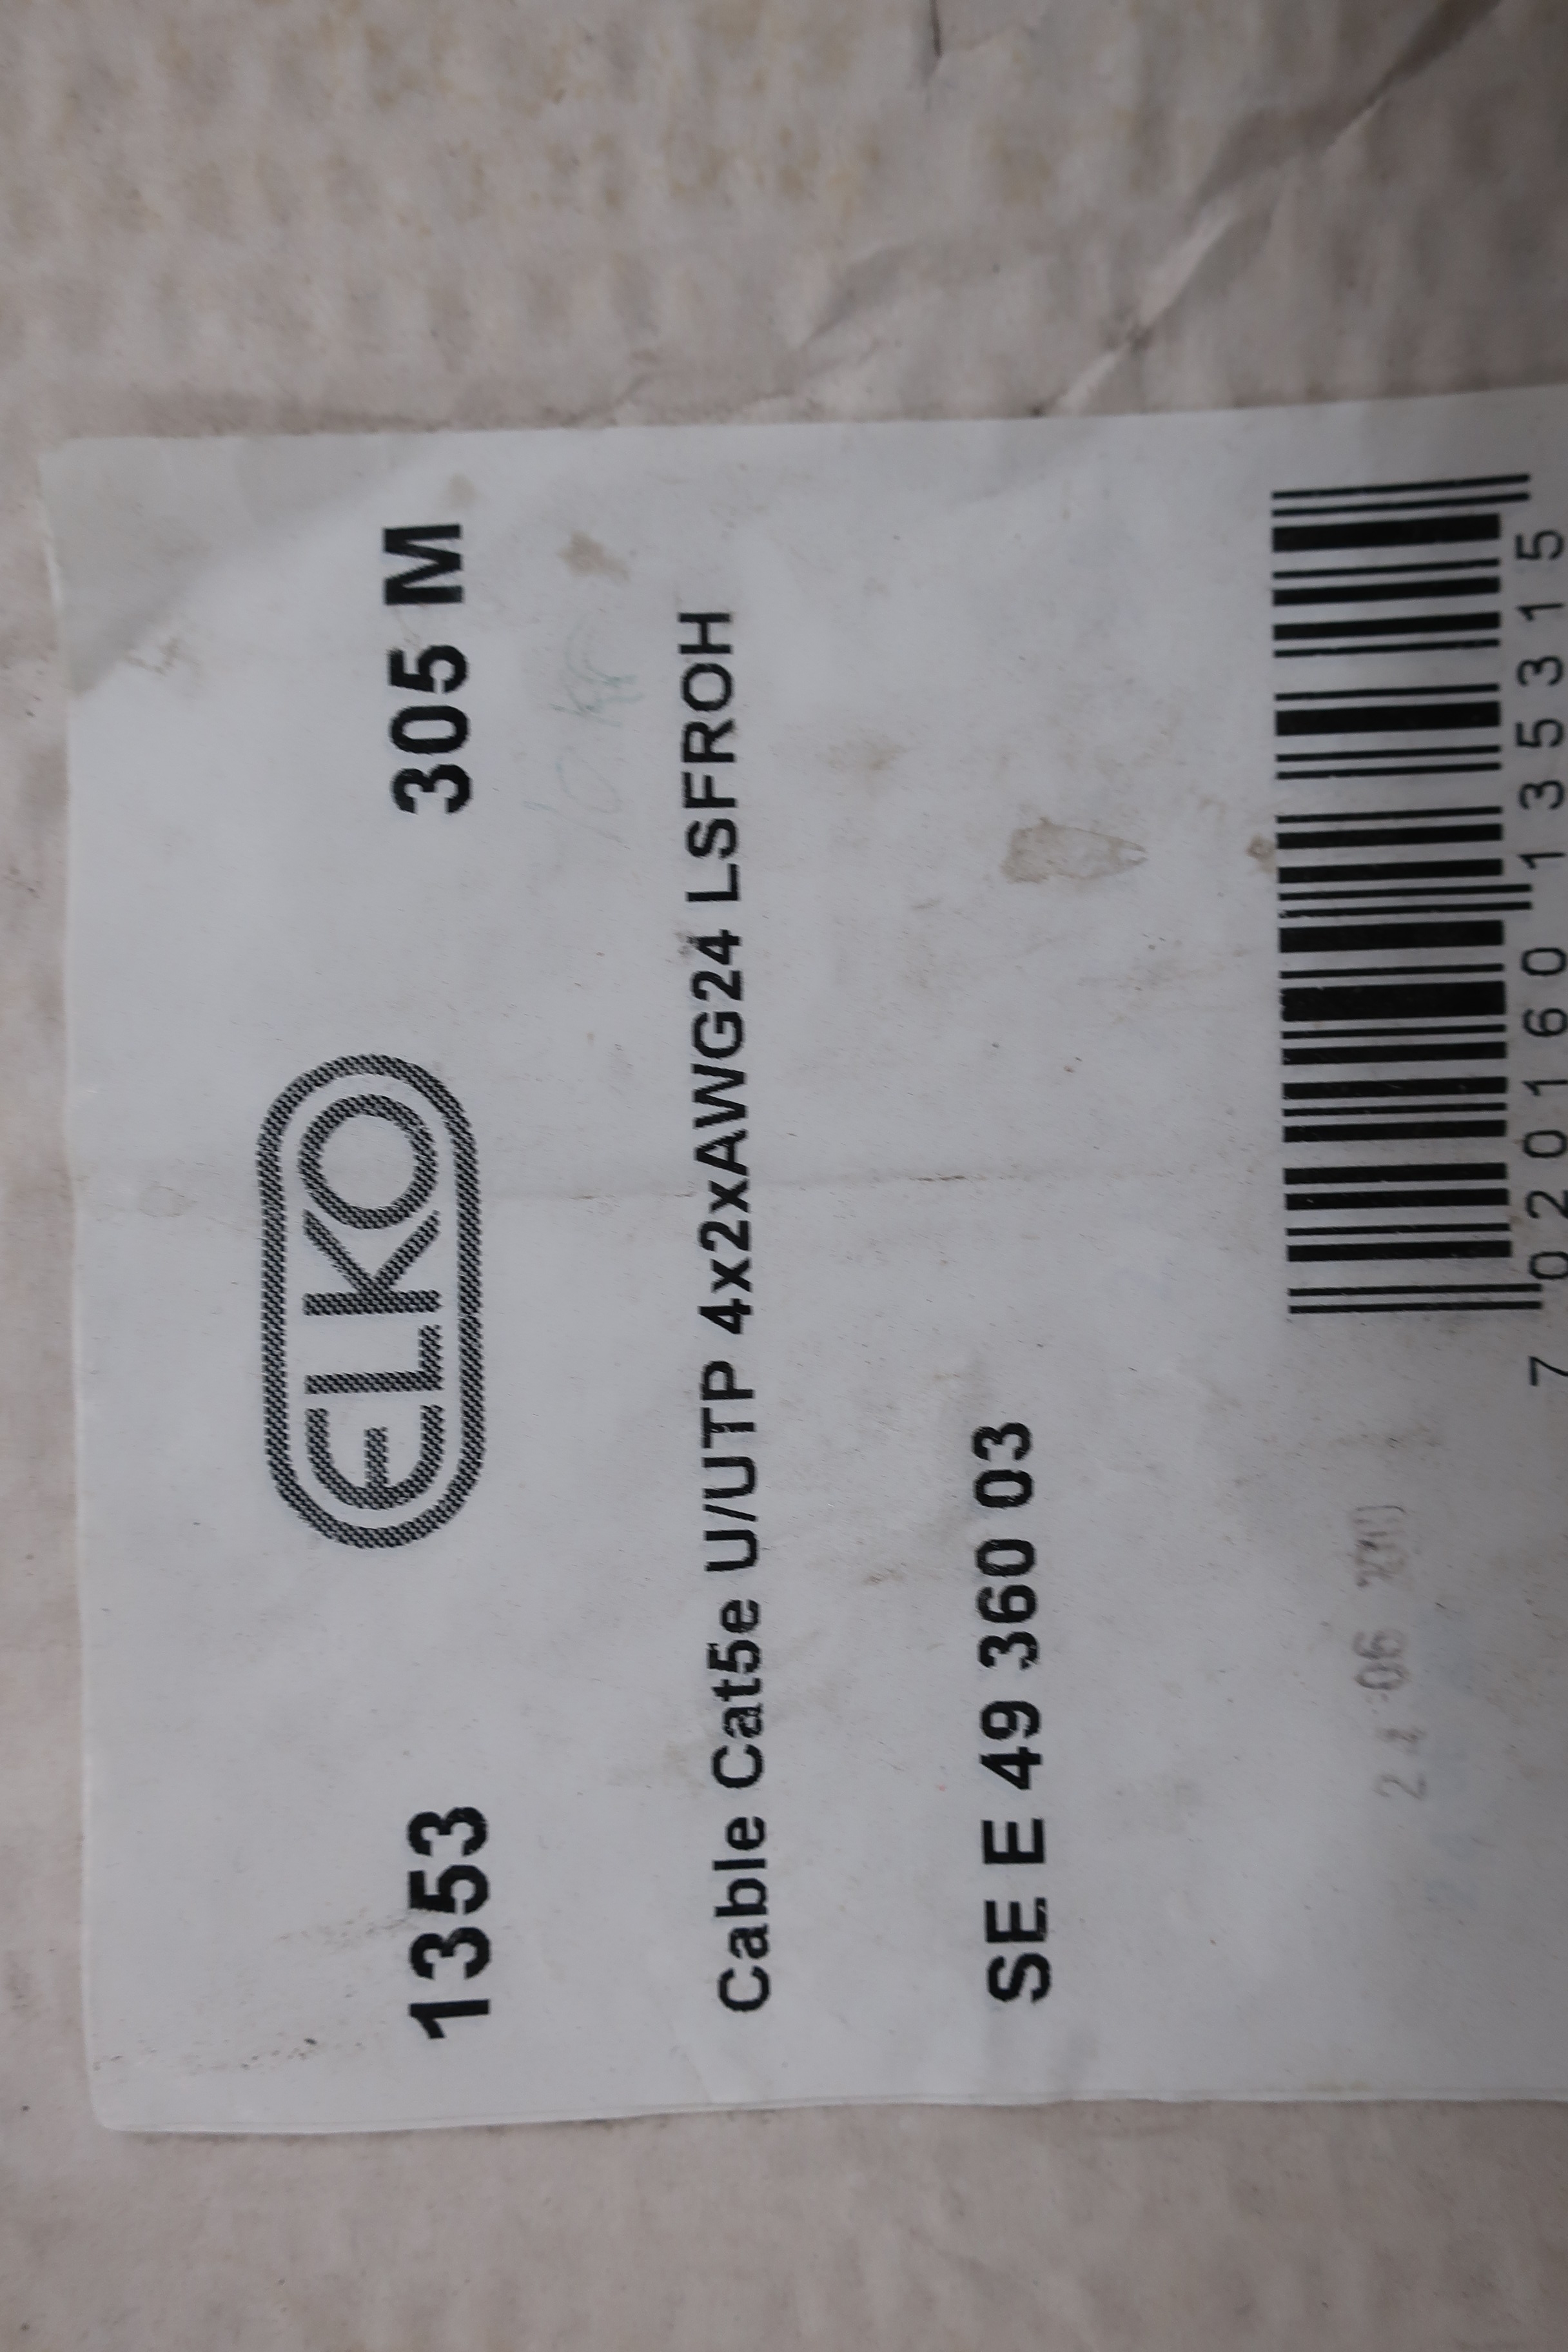 ELKO
1353 305 M
Cable Cat5e U/UTP 4x2xAWG24 LSFROH
SE E 49 360 03
7 020160 135315